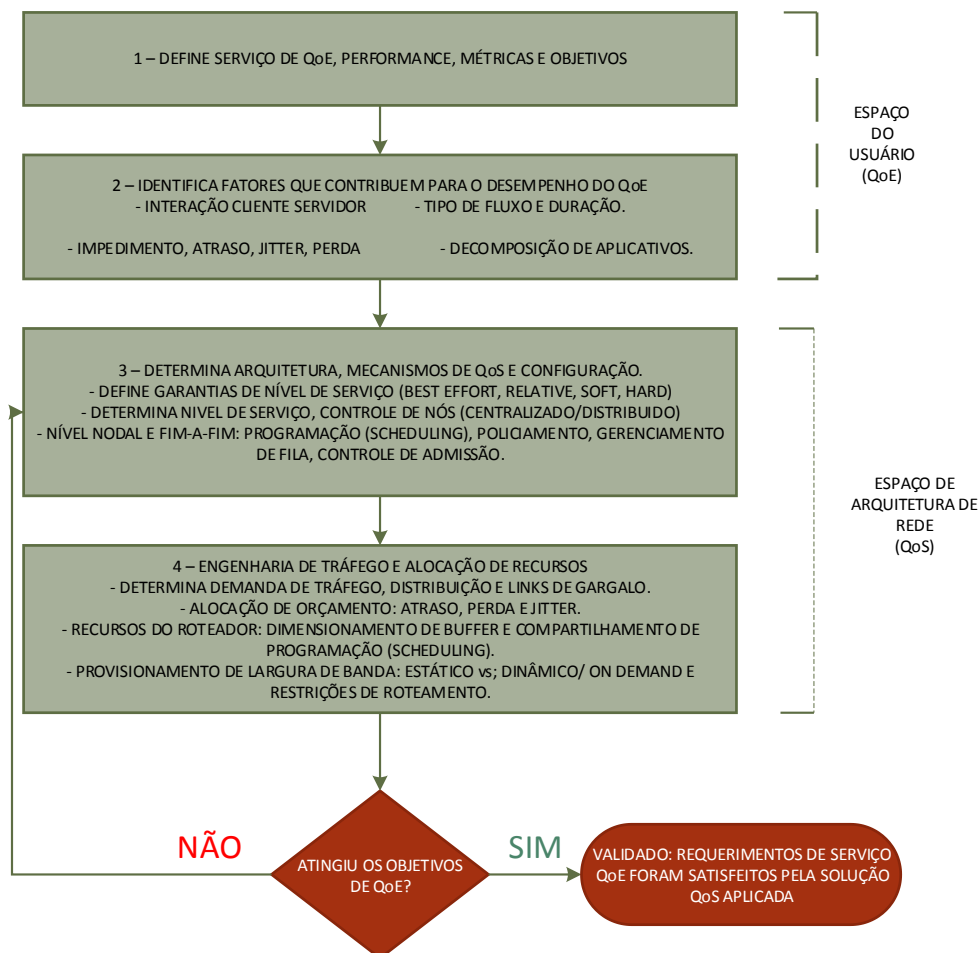 1 – DEFINE SERVIÇO DE QoE, PERFORMANCE, MÉTRICAS E OBJETIVOS
ESPAÇO
DO
USUÁRIO
(QoE)
2 – IDENTIFICA FATORES QUE CONTRIBUEM PARA O DESEMPENHO DO QoE
- INTERAÇÃO CLIENTE SERVIDOR - TIPO DE FLUXO E DURAÇÃO.
- IMPEDIMENTO, ATRASO, JITTER, PERDA - DECOMPOSIÇÃO DE APLICATIVOS.
3 – DETERMINA ARQUITETURA, MECANISMOS DE QoS E CONFIGURAÇÃO.
- DEFINE GARANTIAS DE NÍVEL DE SERVIÇO (BEST EFFORT, RELATIVE, SOFT, HARD)
- DETERMINA NIVEL DE SERVIÇO, CONTROLE DE NÓS (CENTRALIZADO/DISTRIBUIDO)
- NÍVEL NODAL E FIM-A-FIM: PROGRAMAÇÃO (SCHEDULING), POLICIAMENTO, GERENCIAMENTO
DE FILA, CONTROLE DE ADMISSÃO.
ESPAÇO DE
ARQUITETURA DE
REDE
(QoS)
4 – ENGENHARIA DE TRÁFEGO E ALOCAÇÃO DE RECURSOS
- DETERMINA DEMANDA DE TRÁFEGO, DISTRIBUIÇÃO E LINKS DE GARGALO.
- ALOCAÇÃO DE ORÇAMENTO: ATRASO, PERDA E JITTER.
- RECURSOS DO ROTEADOR: DIMENSIONAMENTO DE BUFFER E COMPARTILHAMENTO DE
PROGRAMAÇÃO (SCHEDULING).
- PROVISIONAMENTO DE LARGURA DE BANDA: ESTÁTICO vs; DINÂMICO/ ON DEMAND E
RESTRIÇÕES DE ROTEAMENTO.
NÃO
ATINGIU OS OBJETIVOS
DE QoE?
SIM
VALIDADO: REQUERIMENTOS DE SERVIÇO
QoE FORAM SATISFEITOS PELA SOLUÇÃO
QoS APLICADA